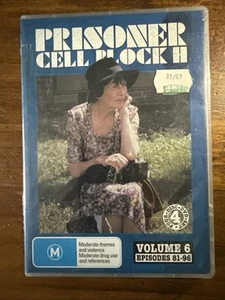 PRISONER
CELL BLOCK H
4
M
Moderate themes
and violence
Moderate drug use
and references
VOLUME 6
EPISODES 81-96